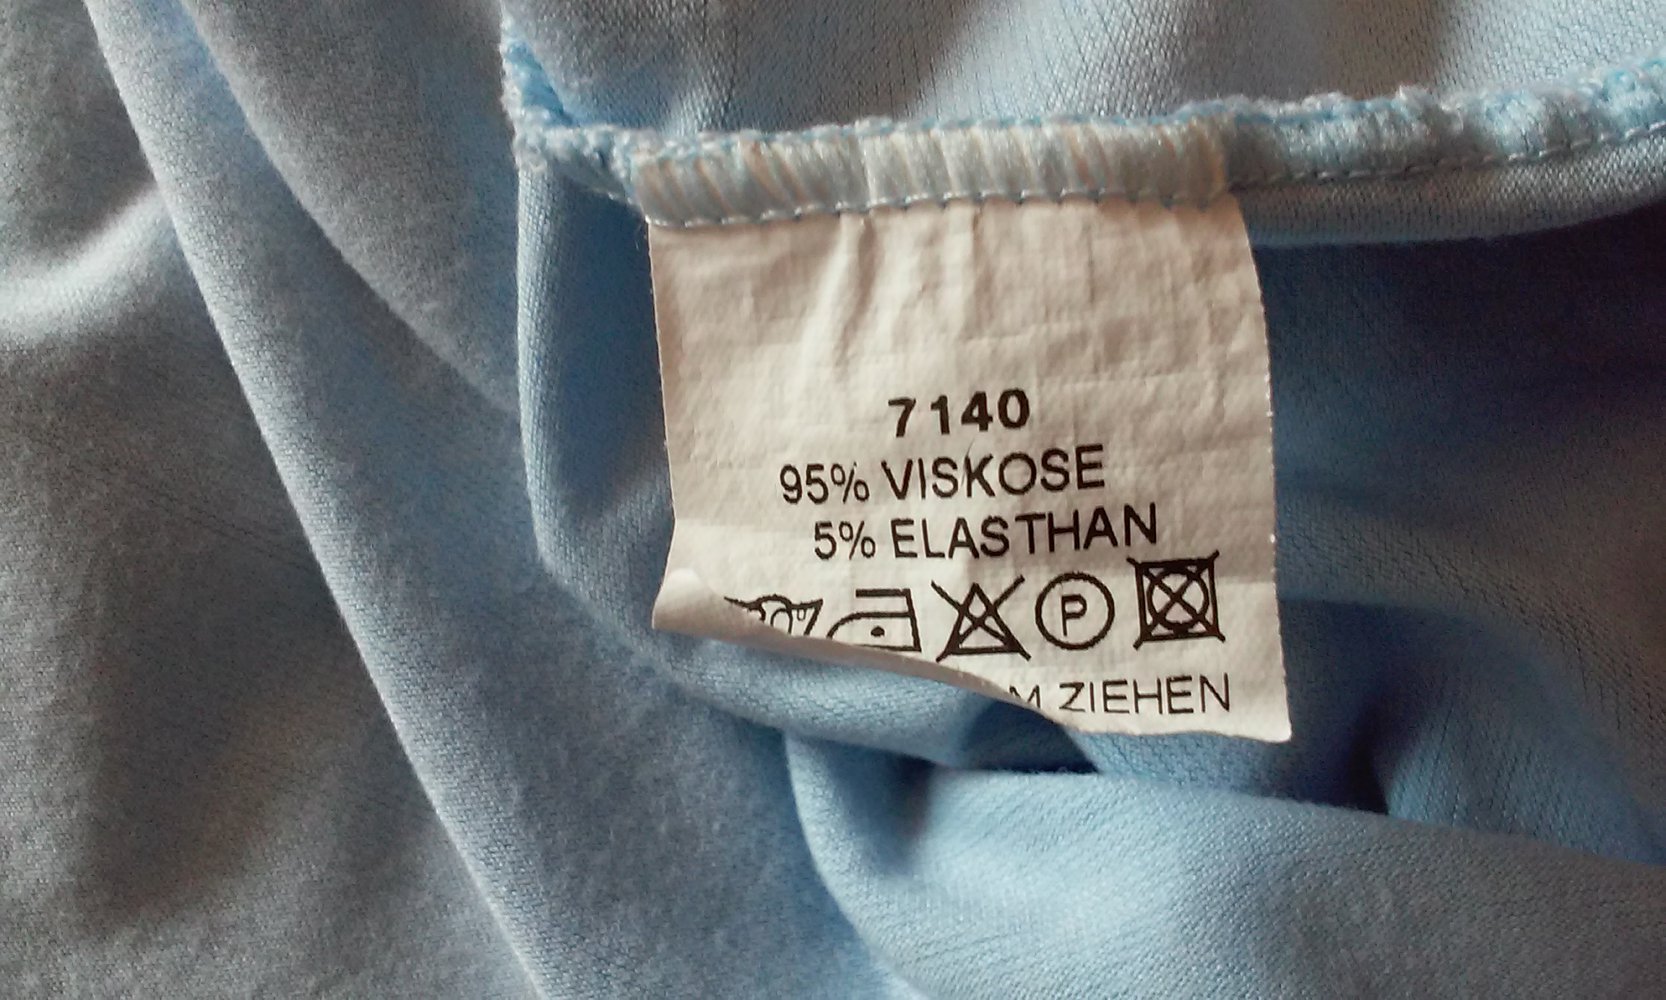 7140
95% VISKOSE
5% ELASTHAN
P
ZIEHEN